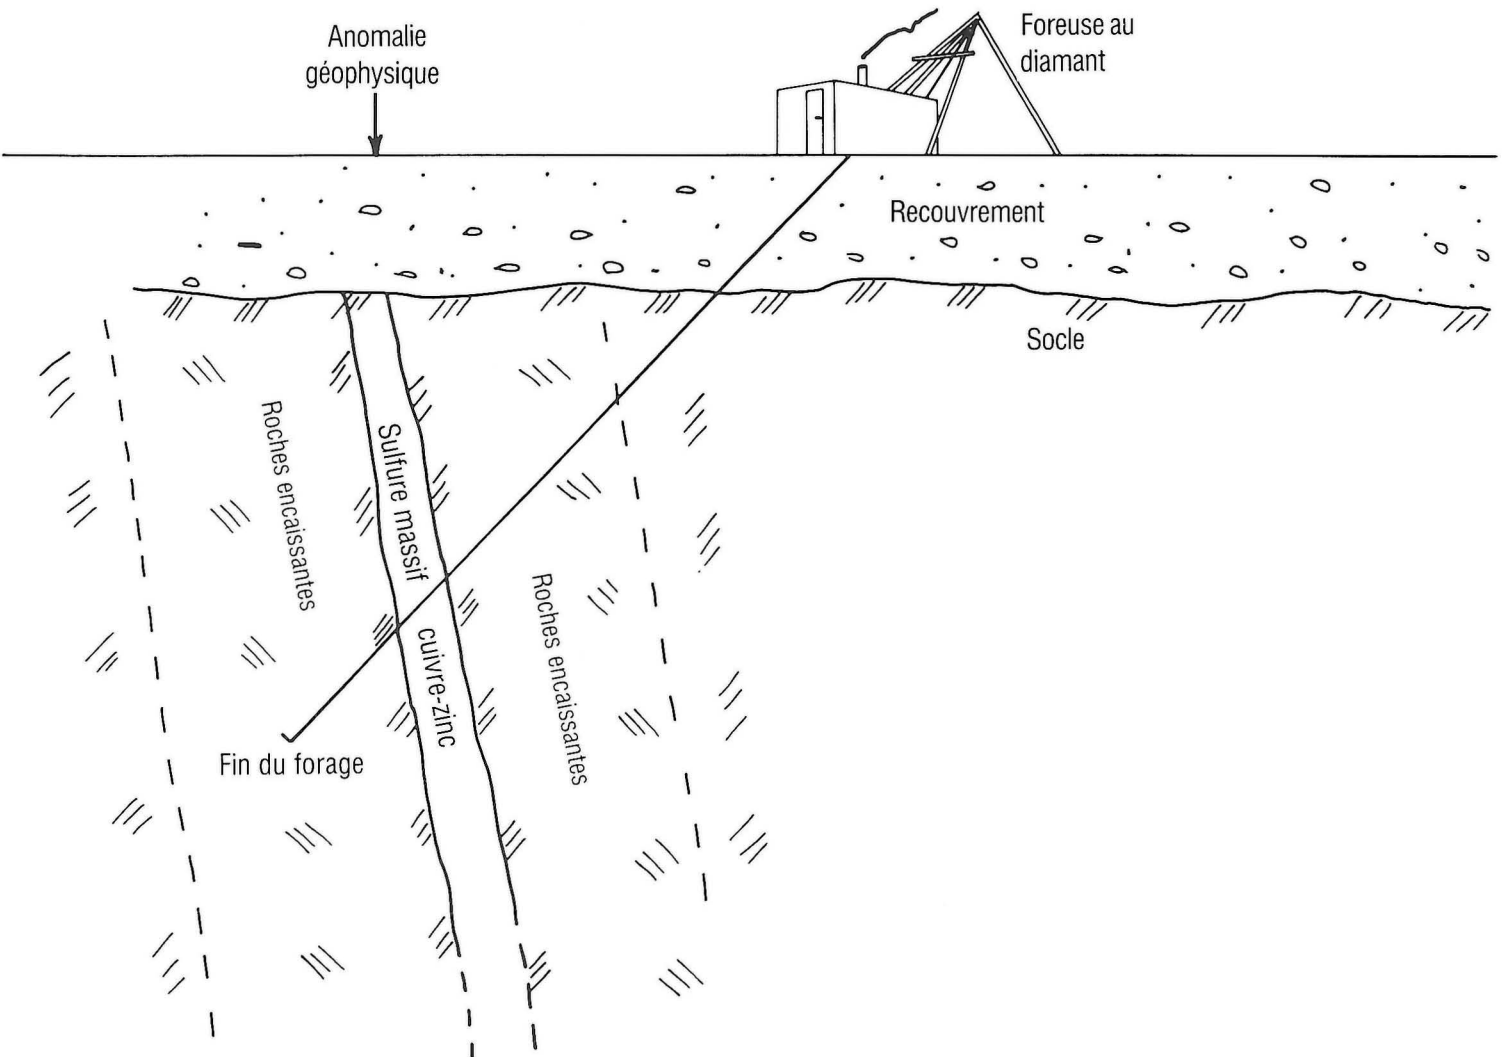 Anomalie
géophysique
Foreuse au
diamant
Recouvrement
Socle
Roches encaissantes
Sulfure massif
cuivre-zinc
Roches encaissantes
Fin du forage